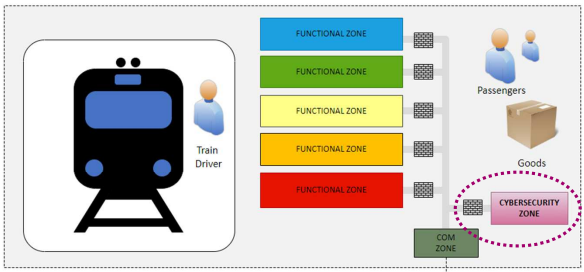 FUNCTIONAL ZONE
FUNCTIONAL ZONE
FUNCTIONAL ZONE
FUNCTIONAL ZONE
FUNCTIONAL ZONE
Train
Driver
Passengers
Goods
CYBERSECURITY
ZONE
COM
ZONE